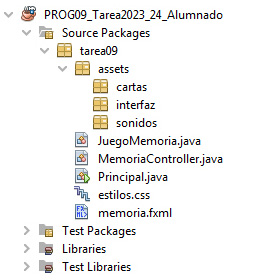 PROG09_Tarea2023_24_Alumnado
Source Packages
tarea09
assets
cartas
interfaz
sonidos
JuegoMemoria.java
MemoriaController.java
Principal.java
estilos.css
memoria.fxml
Test Packages
Libraries
Test Libraries